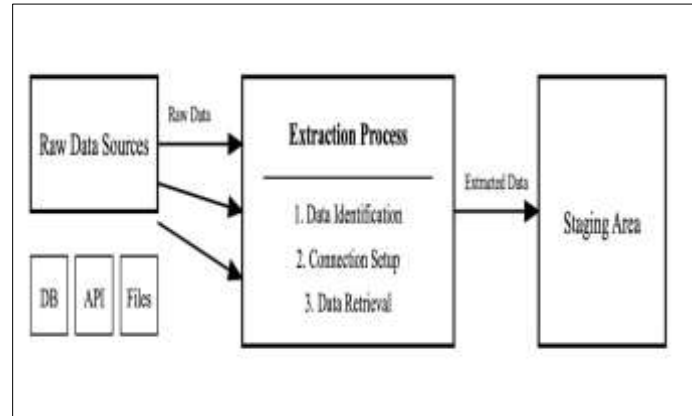 Raw Data Sources
Raw Data
DB
API
Files
Extraction Process
1. Data Identification
2. Connection Setup
3. Data Retrieval
Extracted Data
Staging Area